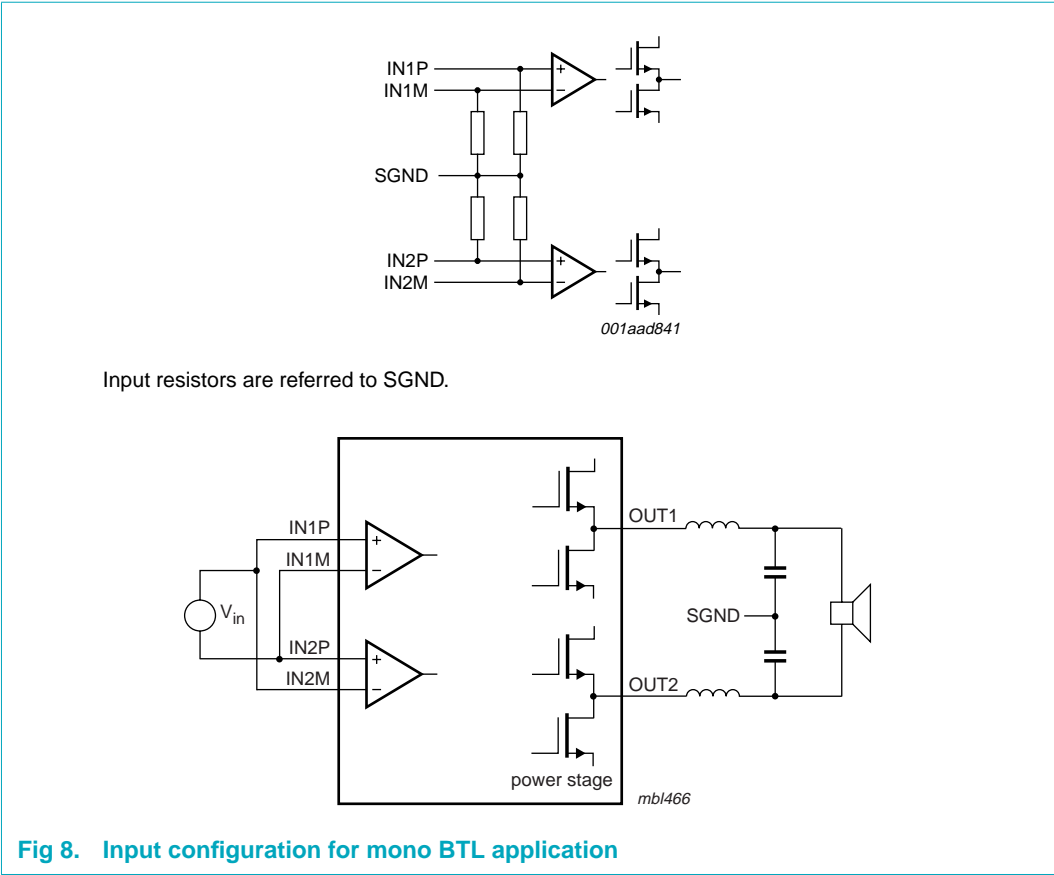 IN1P
IN1M
SGND
IN2P
IN2M
001aad841
Input resistors are referred to SGND.
OUT1
IN1P
IN1M
Vin
SGND
IN2P
IN2M
OUT2
power stage
mbl466
Fig 8. Input configuration for mono BTL application